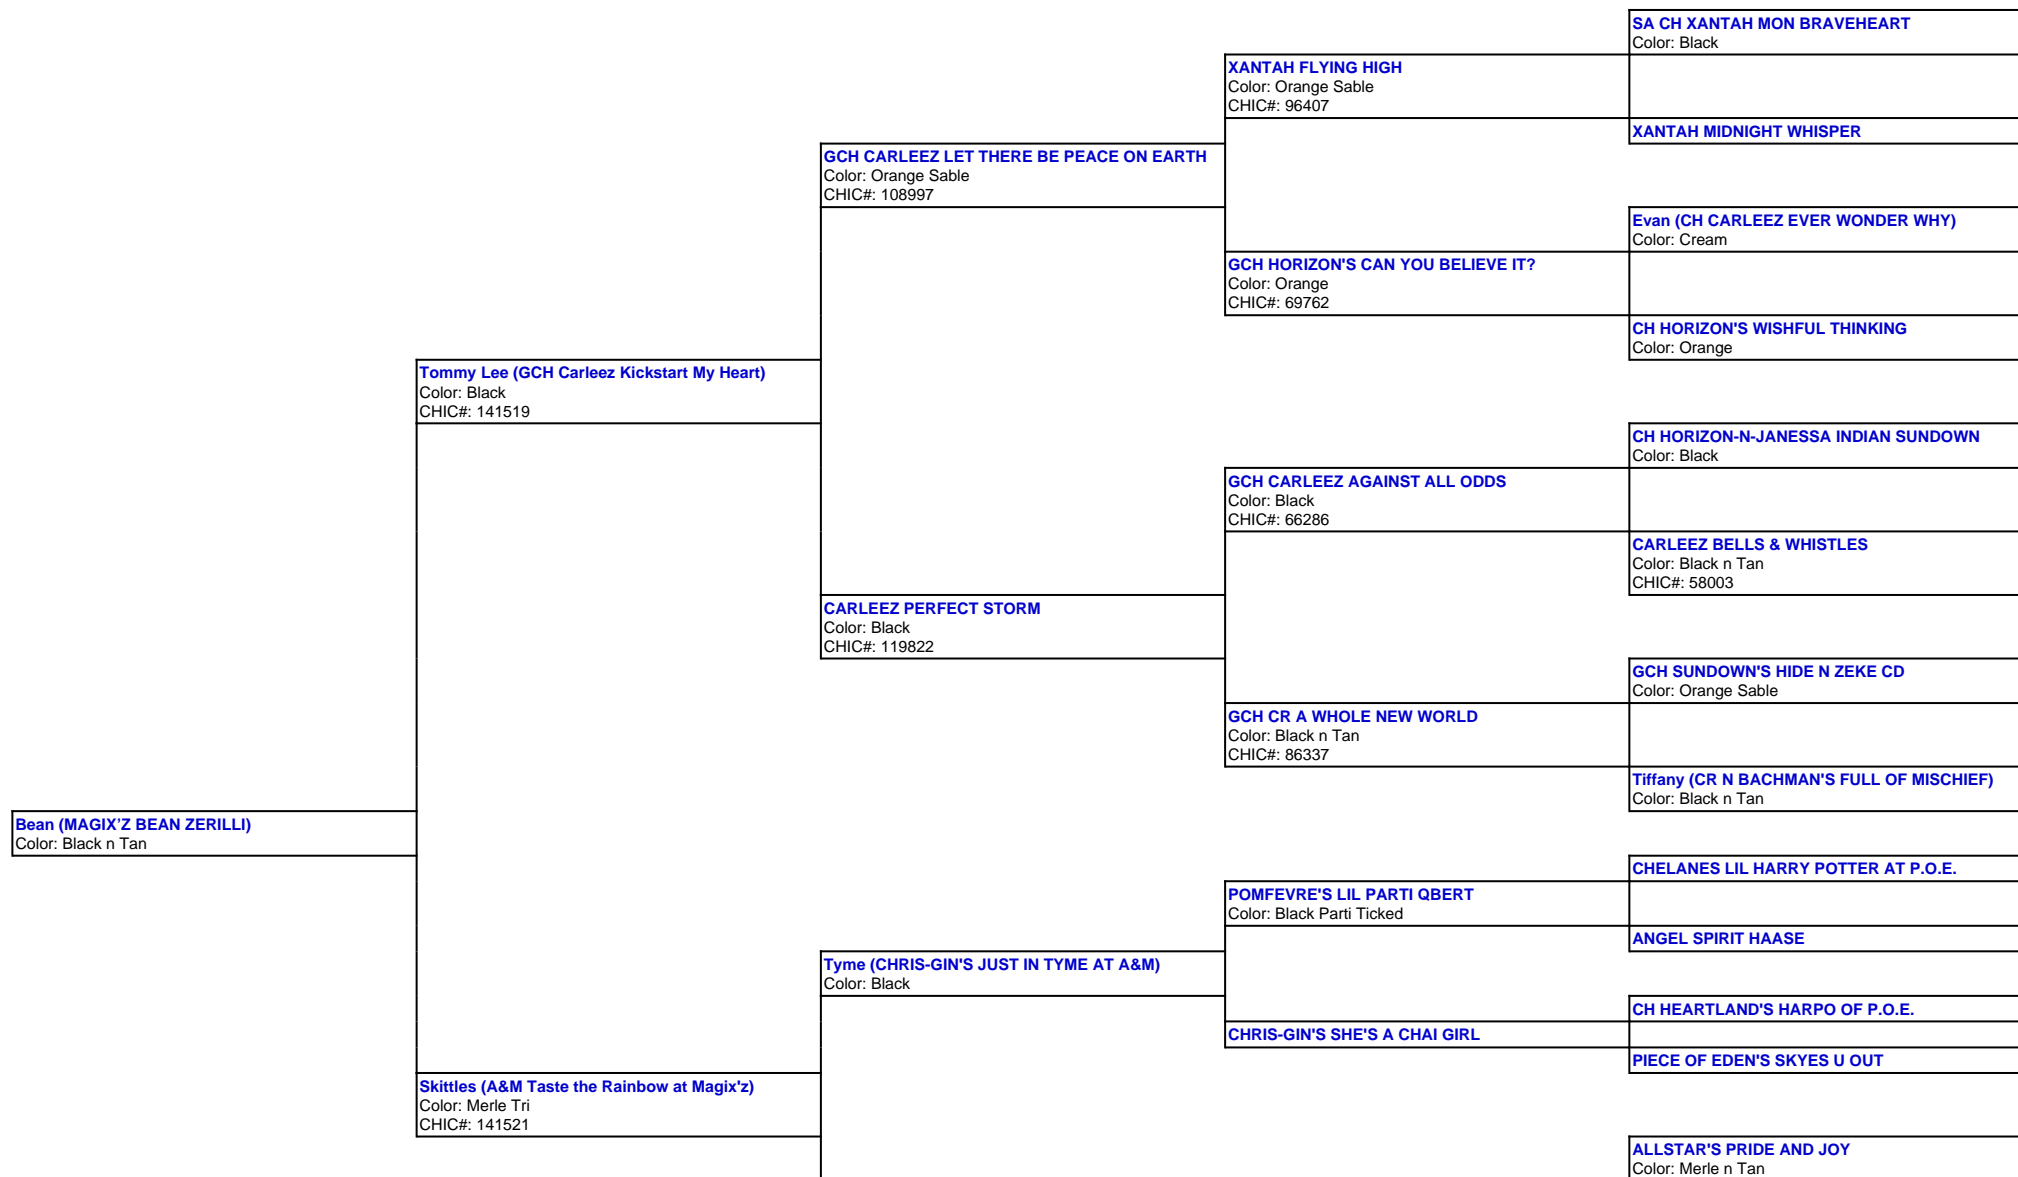 SA CH XANTAH MON BRAVEHEART
Color: Black
XANTAH FLYING HIGH
Color: Orange Sable
CHIC#: 96407
XANTAH MIDNIGHT WHISPER
GCH CARLEEZ LET THERE BE PEACE ON EARTH
Color: Orange Sable
CHIC#: 108997
Evan (CH CARLEEZ EVER WONDER WHY)
Color: Cream
GCH HORIZON'S CAN YOU BELIEVE IT?
Color: Orange
CHIC#: 69762
CH HORIZON'S WISHFUL THINKING
Color: Orange
Tommy Lee (GCH Carleez Kickstart My Heart)
Color: Black
CHIC#: 141519
CH HORIZON-N-JANESSA INDIAN SUNDOWN
Color: Black
GCH CARLEEZ AGAINST ALL ODDS
Color: Black
CHIC#: 66286
CARLEEZ BELLS & WHISTLES
Color: Black n Tan
CHIC#: 58003
CARLEEZ PERFECT STORM
Color: Black
CHIC#: 119822
GCH SUNDOWN'S HIDE N ZEKE CD
Color: Orange Sable
GCH CR A WHOLE NEW WORLD
Color: Black n Tan
CHIC#: 86337
Tiffany (CR N BACHMAN'S FULL OF MISCHIEF)
Color: Black n Tan
Bean (MAGIX’Z BEAN ZERILLI)
Color: Black n Tan
CHELANES LIL HARRY POTTER AT P.O.E.
POMFEVRE'S LIL PARTI QBERT
Color: Black Parti Ticked
ANGEL SPIRIT HAASE
Tyme (CHRIS-GIN'S JUST IN TYME AT A&M)
Color: Black
CH HEARTLAND'S HARPO OF P.O.E.
CHRIS-GIN'S SHE'S A CHAI GIRL
PIECE OF EDEN'S SKYES U OUT
Skittles (A&M Taste the Rainbow at Magix'z)
Color: Merle Tri
CHIC#: 141521
ALLSTAR'S PRIDE AND JOY
Color: Merle n Tan